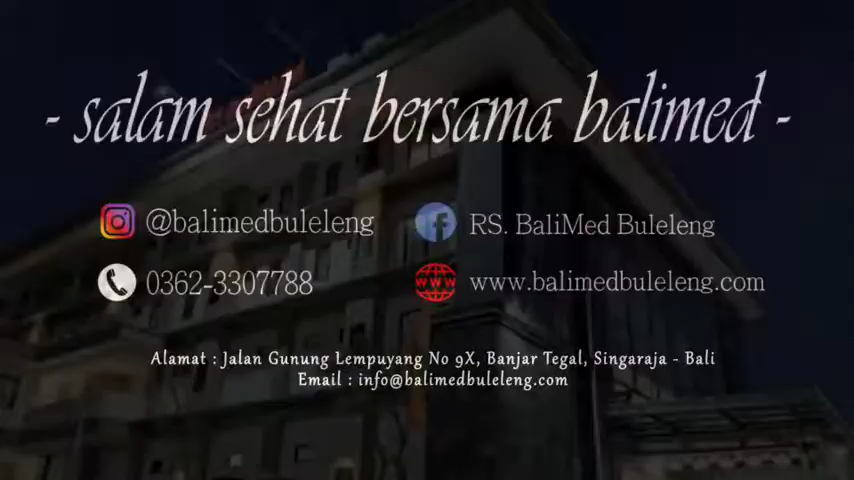 - salam sehat bersama balimed -
@balimedbuleleng
RS. BaliMed Buleleng
0362-3307788
www.balimedbuleleng.com
Alamat : Jalan Gunung Lempuyang No 9X, Banjar Tegal, Singaraja - Bali
Email : info@balimedbuleleng.com